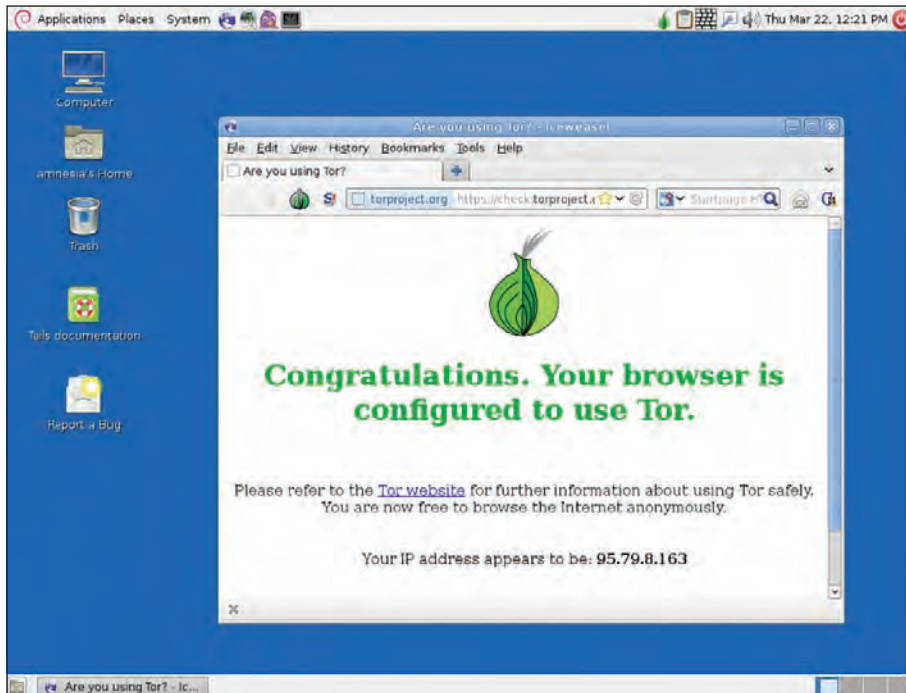 Applications Places System
Thu Mar 22, 12:21 PM
Computer
amnesia's Home
Trash
Tails documentation
Report a Bug
Are you using Tor? - Iceweasel
File Edit View History Bookmarks Tools Help
Are you using Tor?
torproject.org https://check.torproject.
Startpage
Congratulations. Your browser is
configured to use Tor.
Please refer to the Tor website for further information about using Tor safely.
You are now free to browse the Internet anonymously.
Your IP address appears to be: 95.79.8.163
Are you using Tor? - Ic...